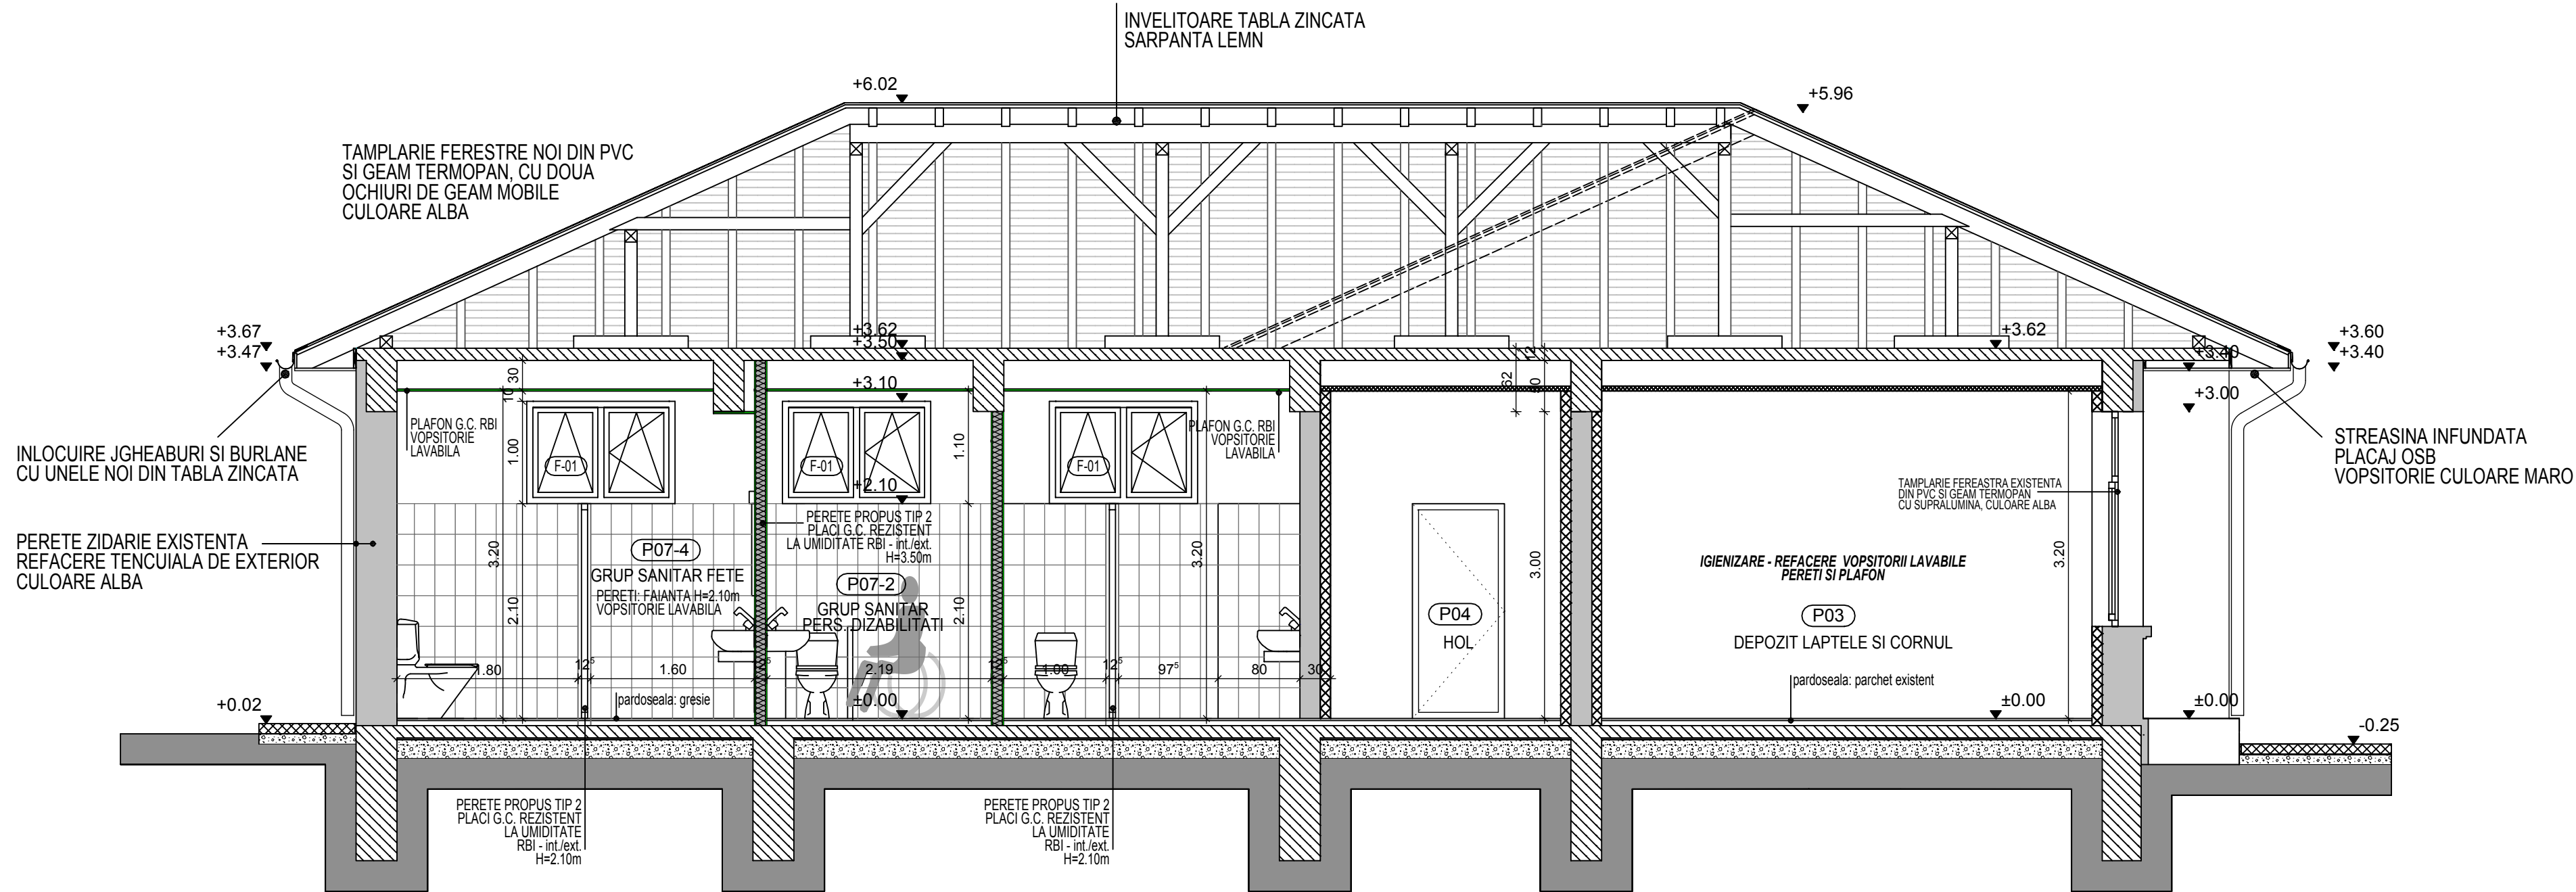 INVELITOARE TABLA ZINCATA
SARPANTA LEMN
+6.02
+5.96
TAMPLARIE FERESTRE NOI DIN PVC
SI GEAM TERMOPAN, CU DOUA
OCHIURI DE GEAM MOBILE
CULOARE ALBA
+3.67
+3.47
+3.62
+3.50
+3.10
+3.62
+3.60
+3.40
+3.40
+3.00
30
10
12
62
60
PLAFON G.C. RBI
VOPSITORIE
LAVABILA
PLAFON G.C. RBI
VOPSITORIE
LAVABILA
INLOCUIRE JGHEABURI SI BURLANE
CU UNELE NOI DIN TABLA ZINCATA
STREASINA INFUNDATA
PLACAJ OSB
VOPSITORIE CULOARE MARO
1.00
F-01
F-01
F-01
1.10
+2.10
TAMPLARIE FEREASTRA EXISTENTA
DIN PVC SI GEAM TERMOPAN
CU SUPRALUMINA, CULOARE ALBA
PERETE ZIDARIE EXISTENTA
REFACERE TENCUIALA DE EXTERIOR
CULOARE ALBA
PERETE PROPUS TIP 2
PLACI G.C. REZISTENT
LA UMIDITATE RBI - int./ext.
H=3.50m
3.20
2.10
P07-4
GRUP SANITAR FETE
PERETI: FAIANTA H=2.10m
VOPSITORIE LAVABILA
P07-2
GRUP SANITAR
PERS. DIZABILITATI
2.10
3.20
3.00
3.20
P04
HOL
IGIENIZARE - REFACERE VOPSITORII LAVABILE
PERETI SI PLAFON
P03
DEPOZIT LAPTELE SI CORNUL
1.80
12⁵
1.60
2.19
1.00
12⁵
97⁵
80
30
pardoseala: gresie
±0.00
pardoseala: parchet existent
±0.00
±0.00
+0.02
-0.25
PERETE PROPUS TIP 2
PLACI G.C. REZISTENT
LA UMIDITATE
RBI - int./ext.
H=2.10m
PERETE PROPUS TIP 2
PLACI G.C. REZISTENT
LA UMIDITATE
RBI - int./ext.
H=2.10m